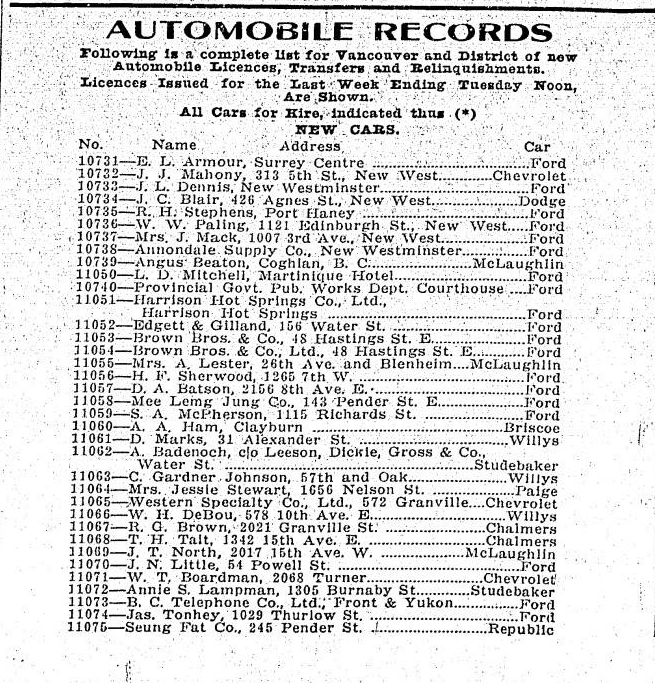 AUTOMOBILE RECORDS
Following is a complete list for Vancouver and District of new
Automobile Licences, Transfers and Relinquishments.
Licences Issued for the Last Week Ending Tuesday Noon,
Are Shown.
All Cars for Hire, indicated thus (*)
NEW CARS.
No. Name Address Car
10731—E. L. Armour, Surrey Centre ........Ford
10732—J. J. Mahony, 313 5th St., New West.....Chevrolet
10733—J. L. Dennis, New Westminster........Ford
10734—J. C. Blair, 426 Agnes St., New West........Dodge
10735—R. H. Stephens, Port Haney ........Ford
10736—W. W. Paling, 1121 Edinburgh St., New West....Ford
10737—Mrs. J. Mack, 1007 3rd Ave., New West........Ford
10738—Annondale Supply Co., New Westminster........Ford
10739—Angus Beaton, Coghlan, B. C........McLaughlin
11050—L. D. Mitchell, Martinique Hotel........Ford
10740—Provincial Govt. Pub. Works Dept. Courthouse ....Ford
11051—Harrison Hot Springs Co., Ltd.,
Harrison Hot Springs ........Ford
11052—Edgett & Gilland, 156 Water St. ........Ford
11053—Brown Bros. & Co., 48 Hastings St. E........Ford
11054—Brown Bros. & Co., Ltd., 48 Hastings St. E........Ford
11055—Mrs. A. Lester, 26th Ave. and Blenheim....McLaughlin
11056—H. F. Sherwood, 1265 7th W. ........Ford
11057—D. A. Batson, 2156 8th Ave. E.........Ford
11058—Mee Leing Jung Co., 143 Pender St. E........Ford
11059—S. A. McPherson, 1115 Richards St. ........Ford
11060—A. A. Ham, Clayburn ........Briscoe
11061—D. Marks, 31 Alexander St. ........Willys
11062—A. Badenoch, c|o Leeson, Dickie, Gross & Co.,
Water St. ........Studebaker
11063—C. Gardner Johnson, 57th and Oak........Willys
11064—Mrs. Jessie Stewart, 1656 Nelson St. ........Paige
11065—Western Specialty Co., Ltd., 572 Granville....Chevrolet
11066—W. H. DeBou, 578 10th Ave. E........Willys
11067—R. G. Brown, 2021 Granville St. ........Chalmers
11068—T. H. Tait, 1342 15th Ave. E. ........Chalmers
11069—J. T. North, 2017 15th Ave. W. ........McLaughlin
11070—J. N. Little, 54 Powell St. ........Ford
11071—W. T. Boardman, 2068 Turner........Chevrolet
11072—Annie S. Lampman, 1305 Burnaby St........Studebaker
11073—B. C. Telephone Co., Ltd., Front & Yukon........Ford
11074—Jas. Tonhey, 1029 Thurlow St. ........Ford
11075—Seung Fat Co., 245 Pender St. ........Republic